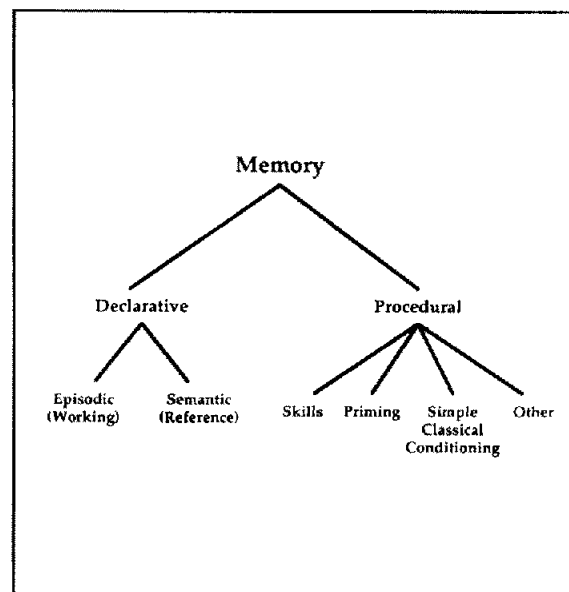 Memory
Declarative Procedural
Episodic Semantic
(Working) (Reference)
Skills Priming Simple Other
Classical
Conditioning